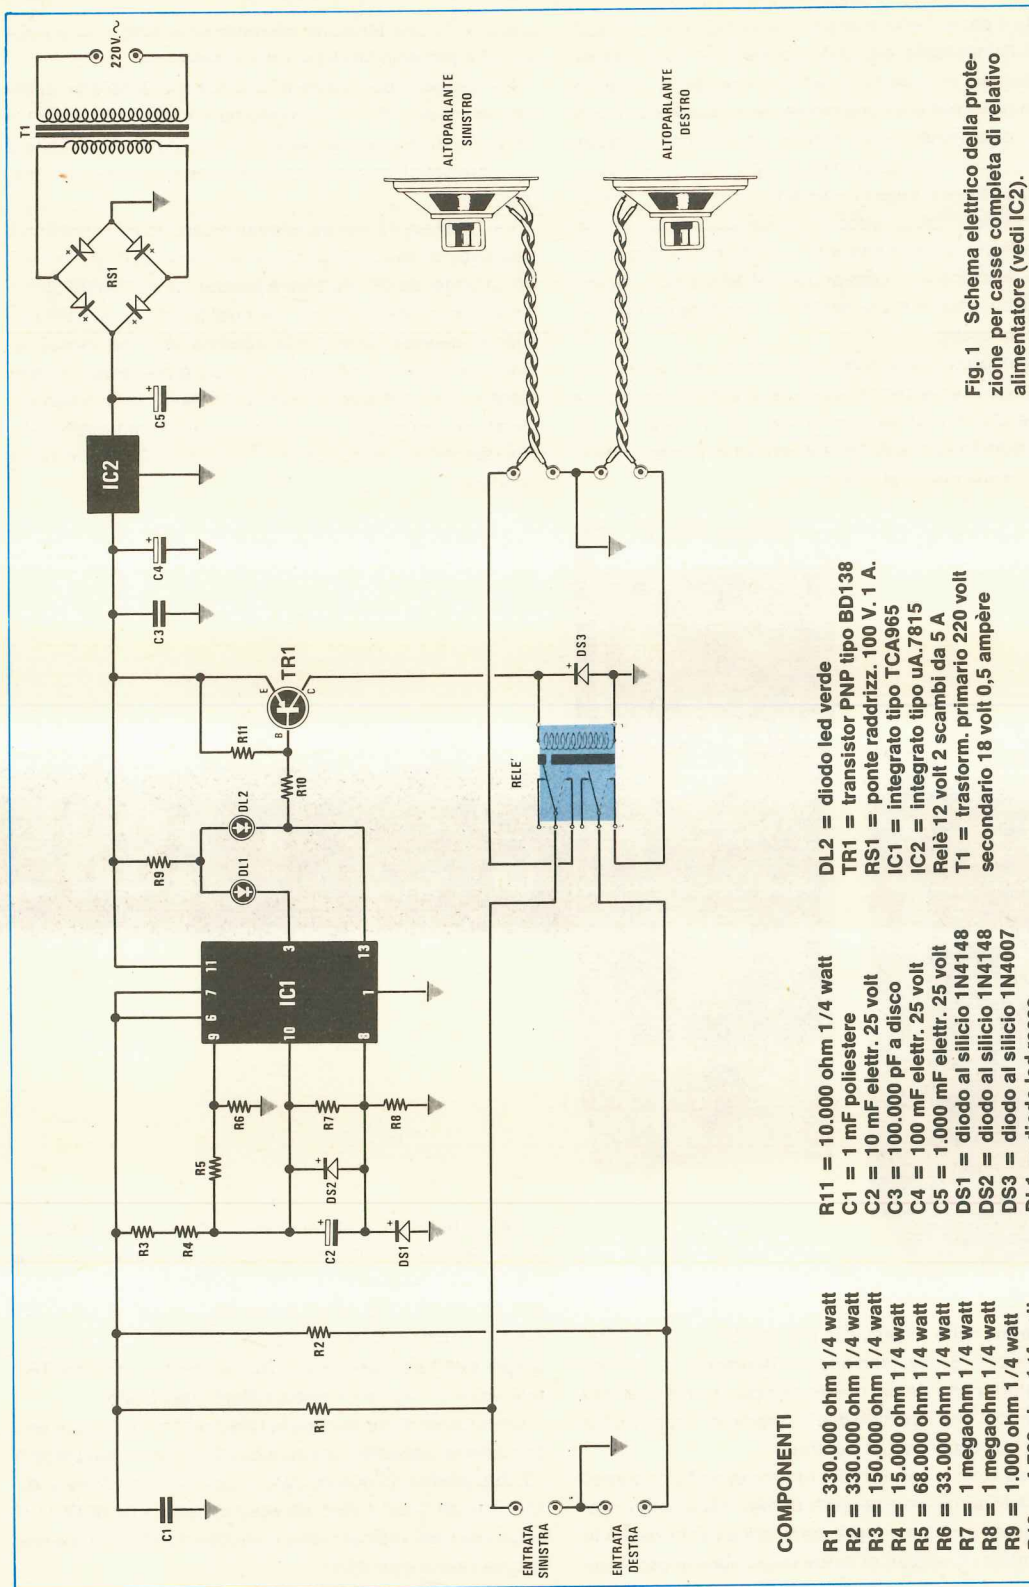 T1
220V.~
RS1
C5
IC2
C4
C3
E
TR1
C
B
R11
R10
R9
DL2
DL1
11
7
6
9
3
IC1
10
13
8
1
R3
R4
R5
R6
R7
R8
DS2
C2
DS1
R2
R1
C1
RELE'
DS3
ENTRATA
SINISTRA
ENTRATA
DESTRA
ALTOPARLANTE
SINISTRO
ALTOPARLANTE
DESTRO
COMPONENTI
R1 = 330.000 ohm 1/4 watt
R2 = 330.000 ohm 1/4 watt
R3 = 150.000 ohm 1/4 watt
R4 = 15.000 ohm 1/4 watt
R5 = 68.000 ohm 1/4 watt
R6 = 33.000 ohm 1/4 watt
R7 = 1 megaohm 1/4 watt
R8 = 1 megaohm 1/4 watt
R9 = 1.000 ohm 1/4 watt
R11 = 10.000 ohm 1/4 watt
C1 = 1 mF poliestere
C2 = 10 mF elettr. 25 volt
C3 = 100.000 pF a disco
C4 = 100 mF elettr. 25 volt
C5 = 1.000 mF elettr. 25 volt
DS1 = diodo al silicio 1N4148
DS2 = diodo al silicio 1N4148
DS3 = diodo al silicio 1N4007
DL2 = diodo led verde
TR1 = transistor PNP tipo BD138
RS1 = ponte raddrizz. 100 V. 1 A.
IC1 = integrato tipo TCA965
IC2 = integrato tipo uA.7815
Relè 12 volt 2 scambi da 5 A
T1 = trasform. primario 220 volt
secondario 18 volt 0,5 ampère
Fig. 1 Schema elettrico della prote-
zione per casse completa di relativo
alimentatore (vedi IC2).